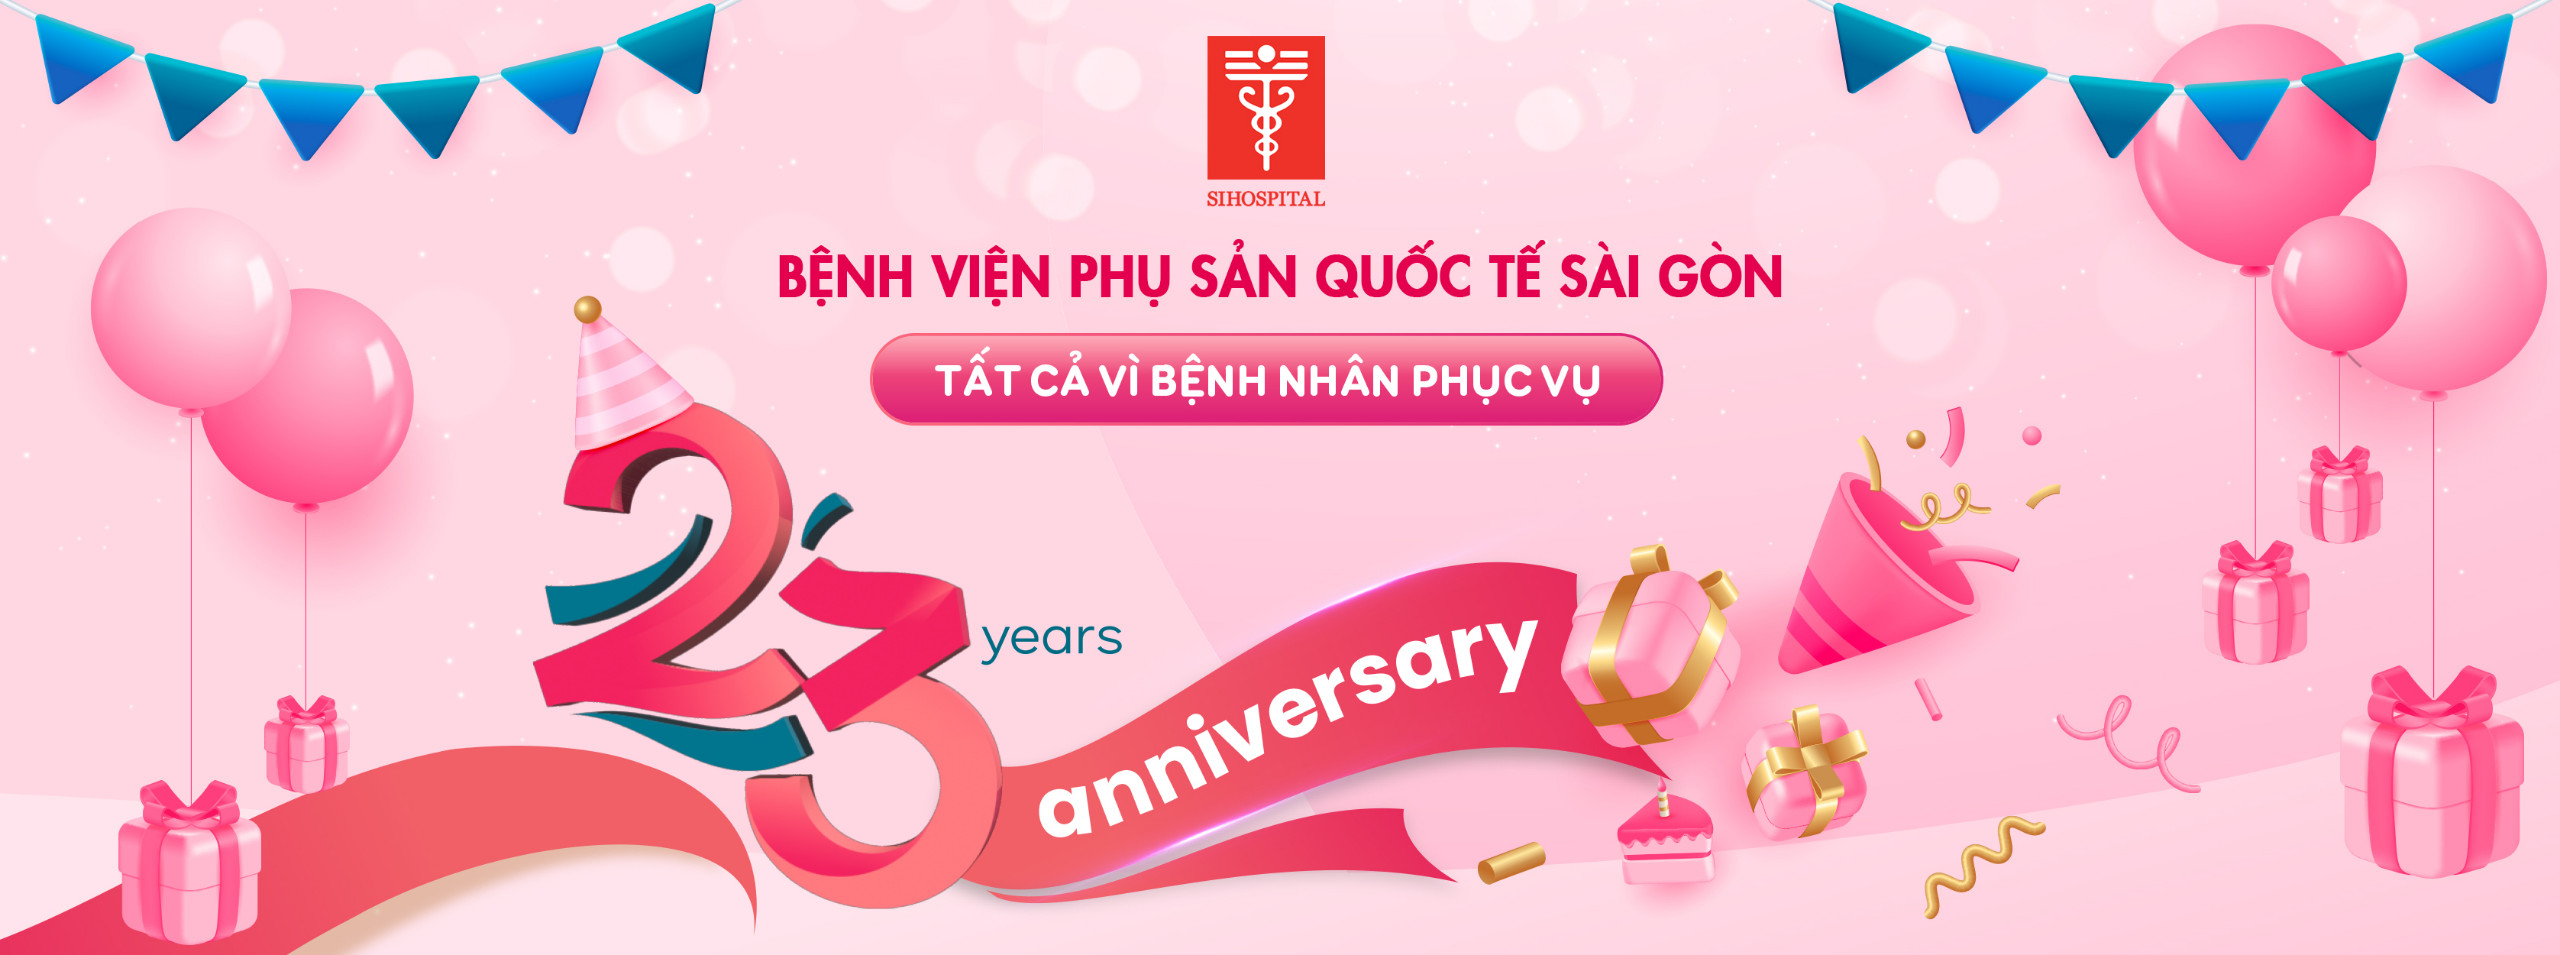 SIHOSPITAL
BỆNH VIỆN PHỤ SẢN QUỐC TẾ SÀI GÒN
TẤT CẢ VÌ BỆNH NHÂN PHỤC VỤ
23 years
anniversary